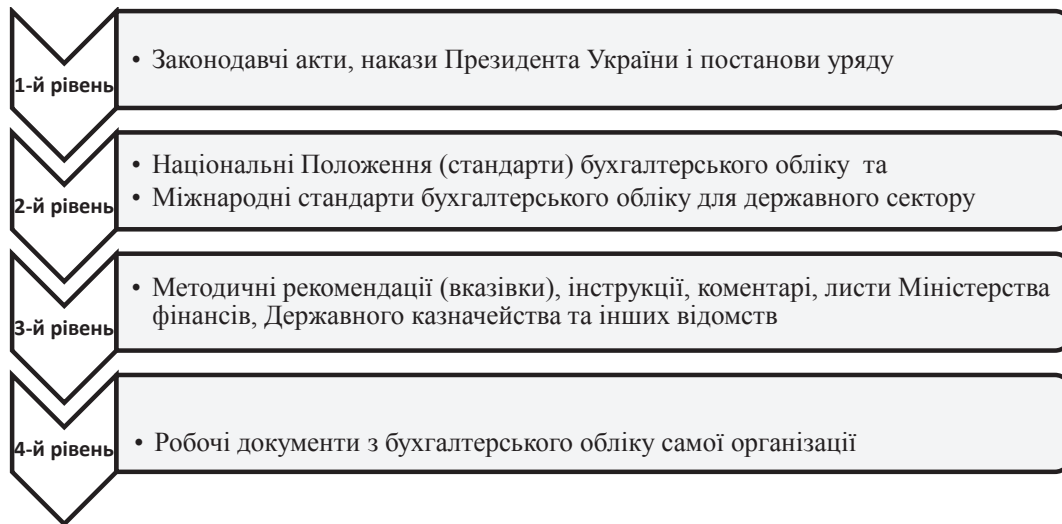 1-й рівень
• Законодавчі акти, накази Президента України і постанови уряду
2-й рівень
• Національні Положення (стандарти) бухгалтерського обліку та
• Міжнародні стандарти бухгалтерського обліку для державного сектору
3-й рівень
• Методичні рекомендації (вказівки), інструкції, коментарі, листи Міністерства
фінансів, Державного казначейства та інших відомств
4-й рівень
• Робочі документи з бухгалтерського обліку самої організації